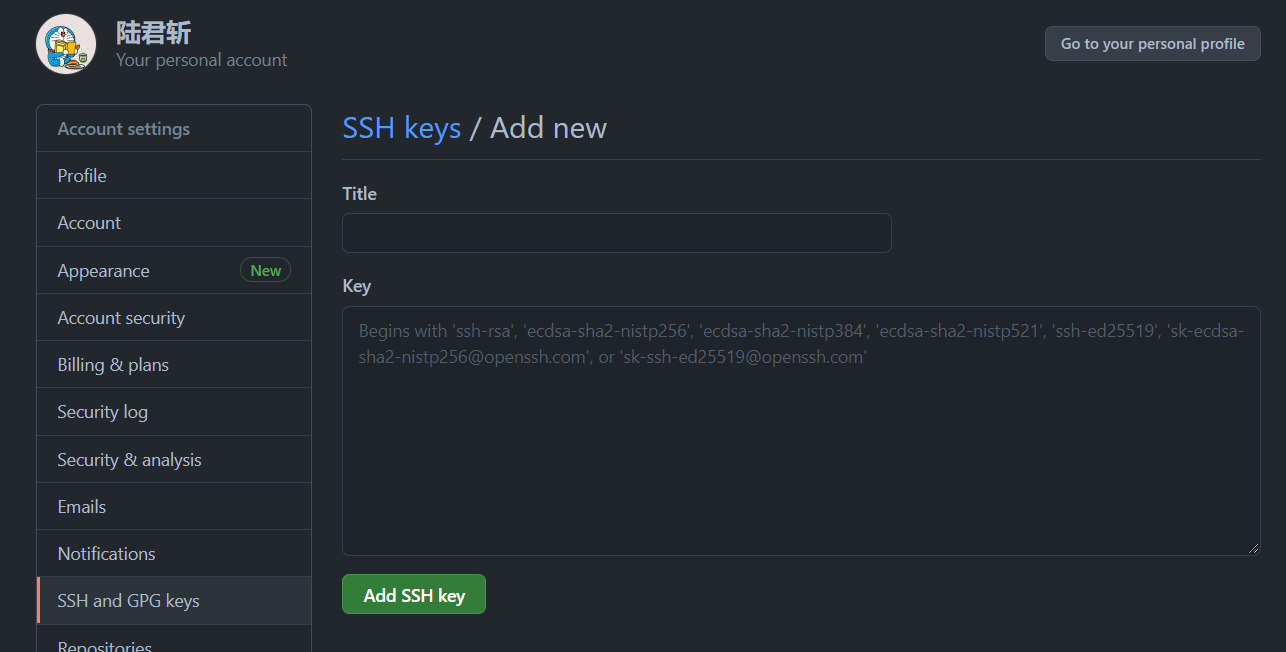 陆君斩
Your personal account
Go to your personal profile
Account settings
Profile
Account
Appearance New
Account security
Billing & plans
Security log
Security & analysis
Emails
Notifications
SSH and GPG keys
Repositories
SSH keys / Add new
Title
Key
Begins with 'ssh-rsa', 'ecdsa-sha2-nistp256', 'ecdsa-sha2-nistp384', 'ecdsa-sha2-nistp521', 'ssh-ed25519', 'sk-ecdsa-
sha2-nistp256@openssh.com', or 'sk-ssh-ed25519@openssh.com'
Add SSH key